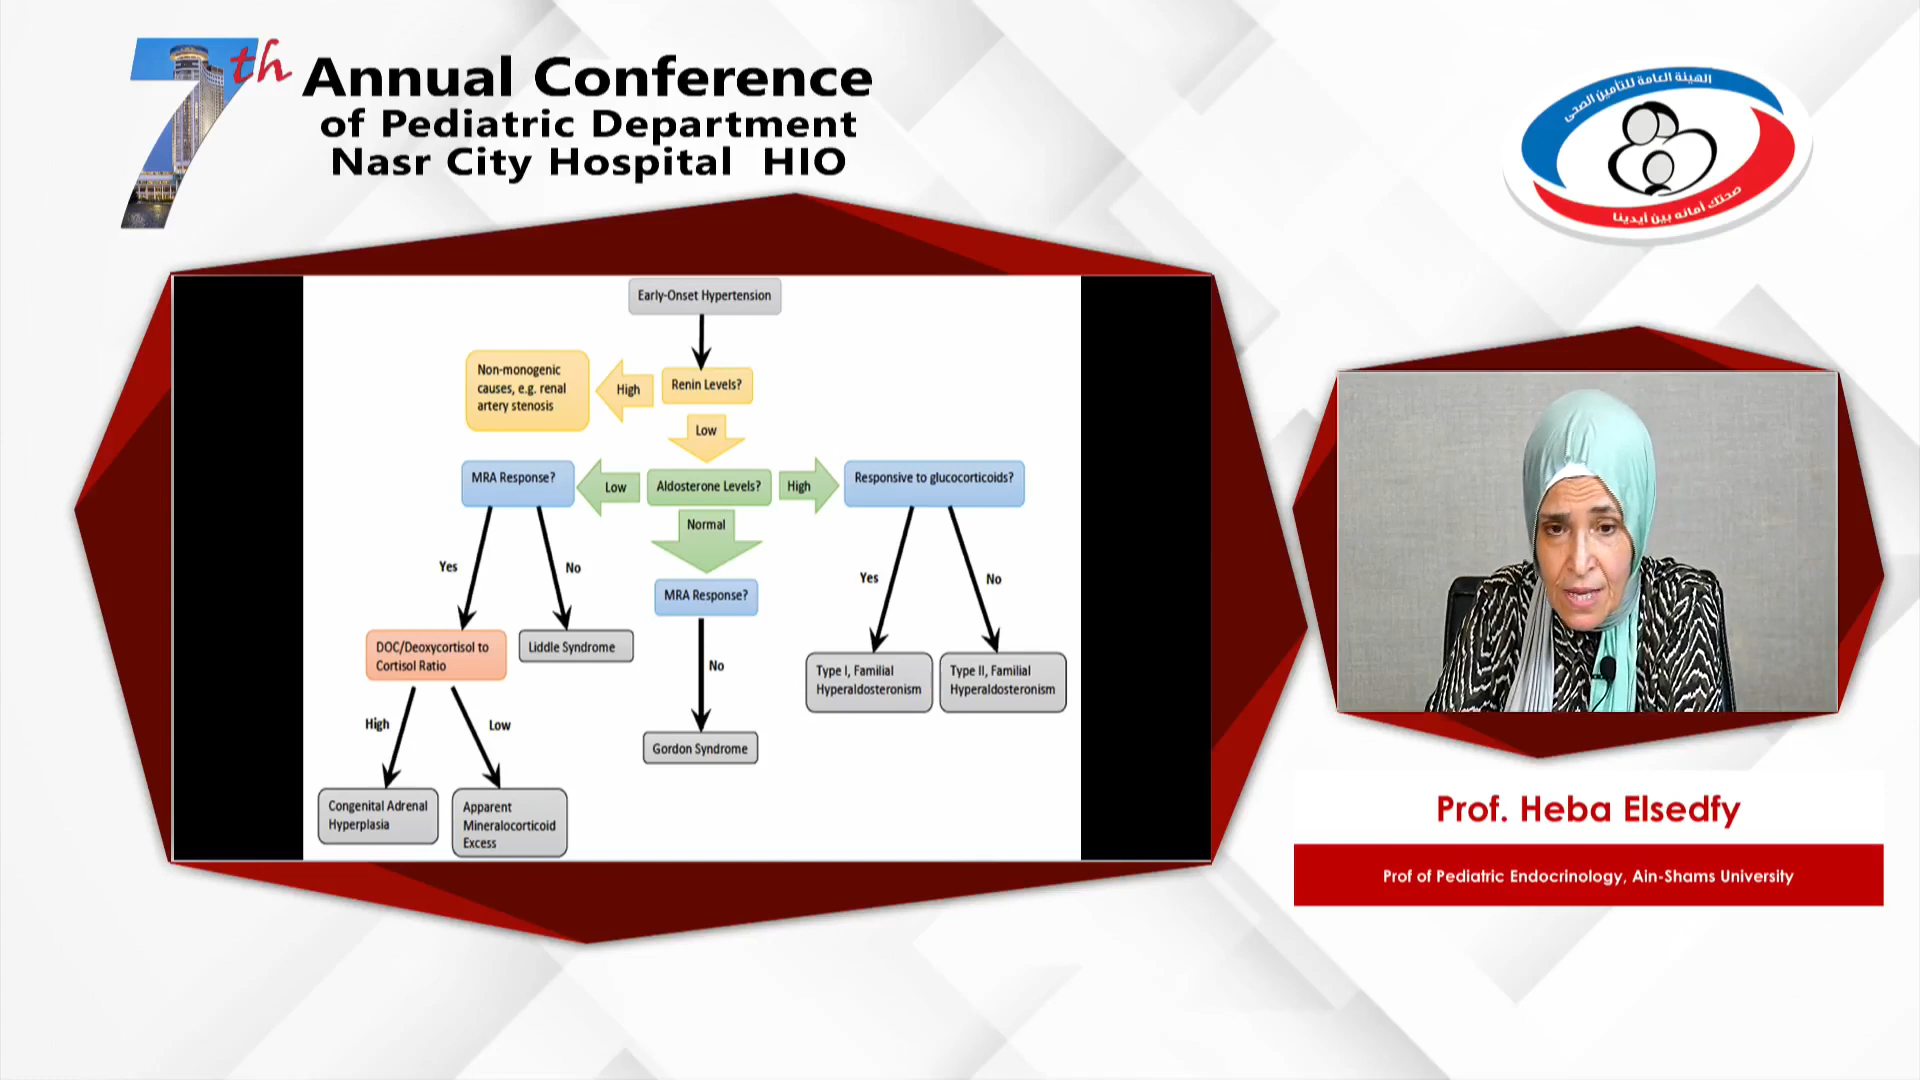 7th Annual Conference
of Pediatric Department
Nasr City Hospital HIO
الهيئة العامة للتأمين الصحى
صحتك أمانه بين أيدينا
Early-Onset Hypertension
Non-monogenic
causes, e.g. renal
artery stenosis
High
Renin Levels?
Low
MRA Response?
Low
Aldosterone Levels?
High
Responsive to glucocorticoids?
Normal
Yes
No
MRA Response?
Yes
No
DOC/Deoxycortisol to
Cortisol Ratio
Liddle Syndrome
No
Type I, Familial
Hyperaldosteronism
Type II, Familial
Hyperaldosteronism
High
Low
Gordon Syndrome
Congenital Adrenal
Hyperplasia
Apparent
Mineralocorticoid
Excess
Prof. Heba Elsedfy
Prof of Pediatric Endocrinology, Ain-Shams University